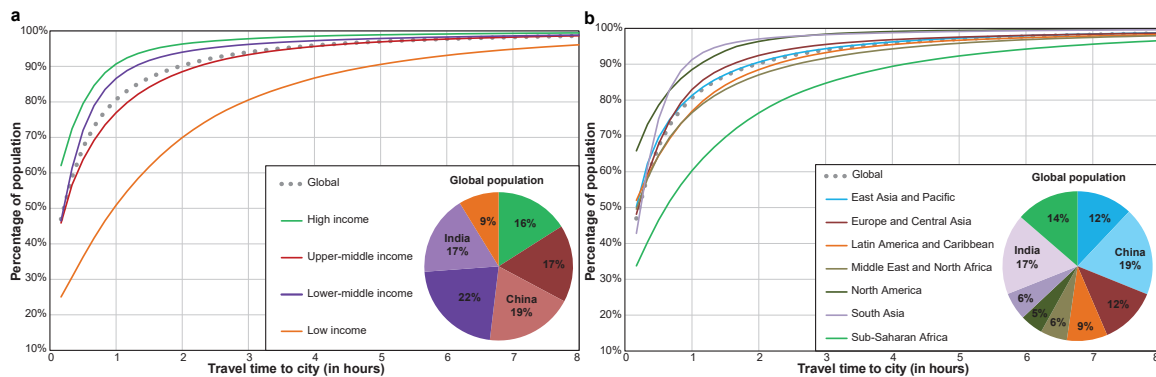 a
Percentage of population
100%
90%
80%
70%
60%
50%
40%
30%
20%
10%
0
1
2
3
4
5
6
7
8
Travel time to city (in hours)
Global
High income
Upper-middle income
Lower-middle income
Low income
Global population
16%
17%
China
19%
22%
India
17%
9%
b
Percentage of population
100%
90%
80%
70%
60%
50%
40%
30%
20%
10%
0
1
2
3
4
5
6
7
8
Travel time to city (in hours)
Global
East Asia and Pacific
Europe and Central Asia
Latin America and Caribbean
Middle East and North Africa
North America
South Asia
Sub-Saharan Africa
Global population
12%
China
19%
12%
9%
6%
5%
6%
India
17%
14%